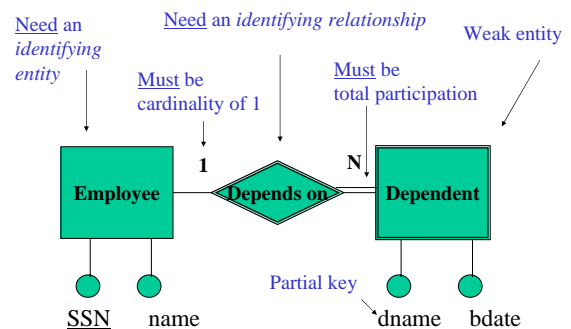 Need an
identifying
entity
Need an identifying relationship
Weak entity
Must be
cardinality of 1
Must be
total participation
1
N
Employee
Depends on
Dependent
Partial key
SSN
name
dname
bdate